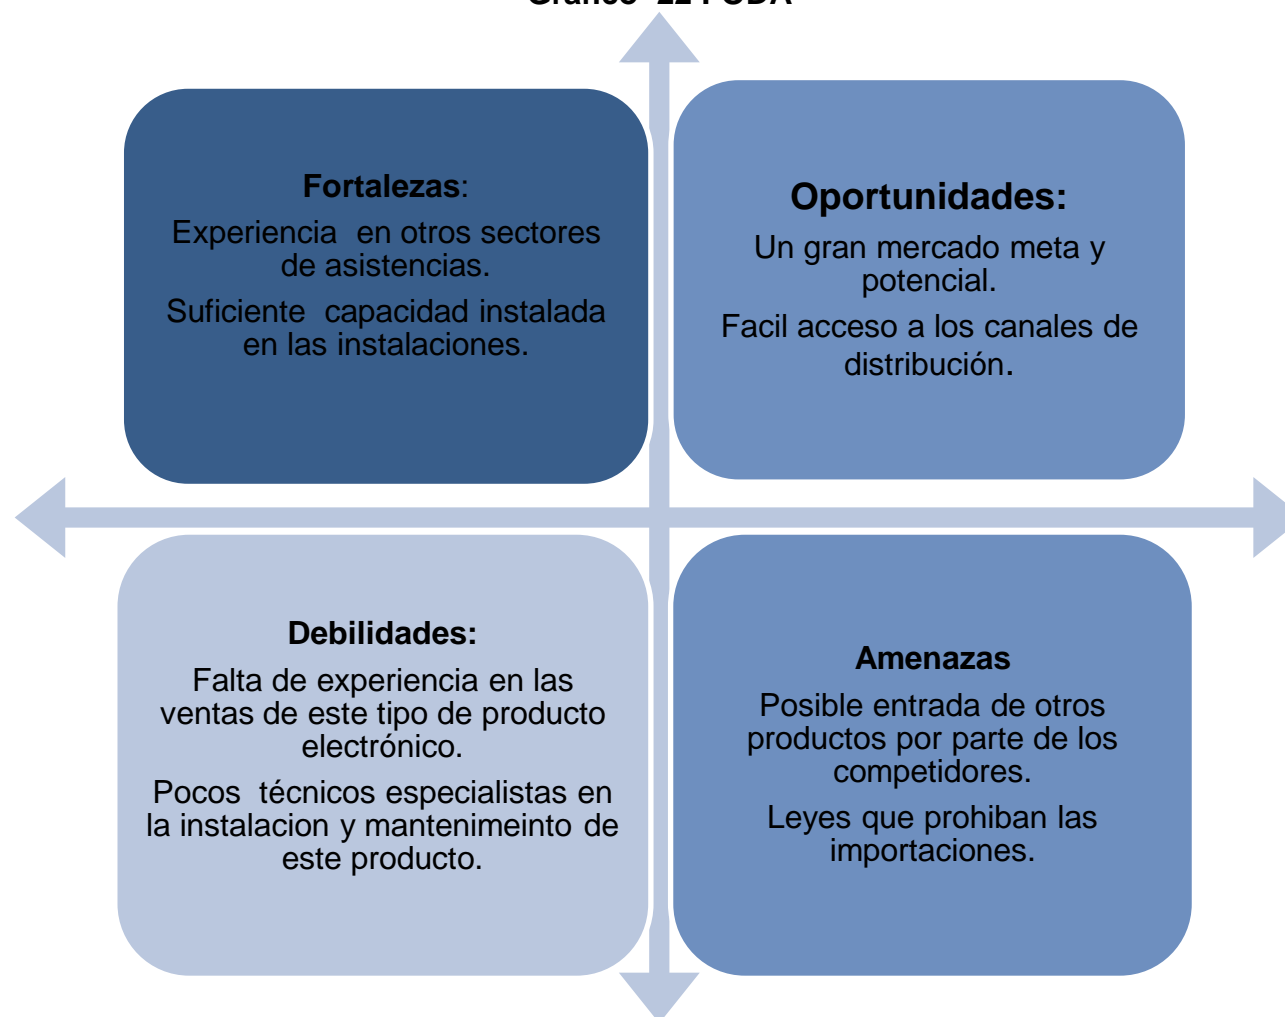 Gráfico 22 FODA
Fortalezas:
Experiencia en otros sectores
de asistencias.
Suficiente capacidad instalada
en las instalaciones.
Oportunidades:
Un gran mercado meta y
potencial.
Facil acceso a los canales de
distribución.
Debilidades:
Falta de experiencia en las
ventas de este tipo de producto
electrónico.
Pocos técnicos especialistas en
la instalacion y mantenimeinto de
este producto.
Amenazas
Posible entrada de otros
productos por parte de los
competidores.
Leyes que prohiban las
importaciones.